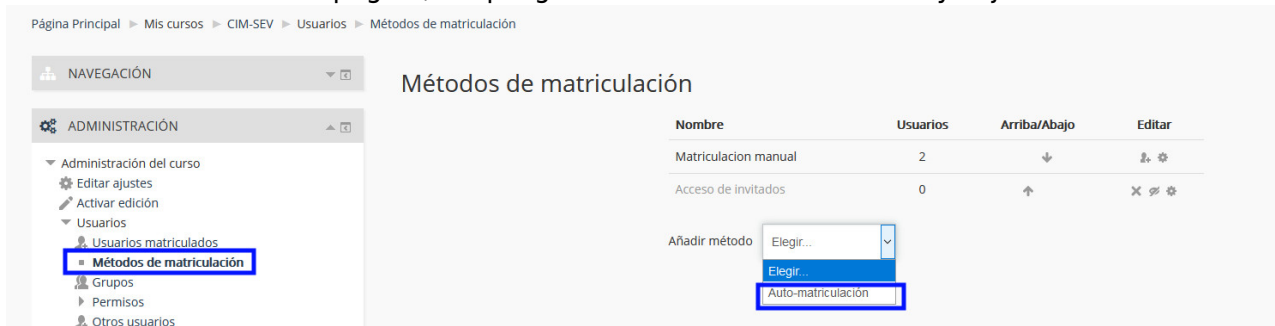 Página Principal ▶ Mis cursos ▶ CIM-SEV ▶ Usuarios ▶ Métodos de matriculación
NAVEGACIÓN
ADMINISTRACIÓN
Administración del curso
Editar ajustes
Activar edición
Usuarios
Usuarios matriculados
Métodos de matriculación
Grupos
Permisos
Otros usuarios
Métodos de matriculación
Nombre Usuarios Arriba/Abajo Editar
Matriculacion manual 2
Acceso de invitados 0
Añadir método Elegir...
Elegir...
Auto-matriculación